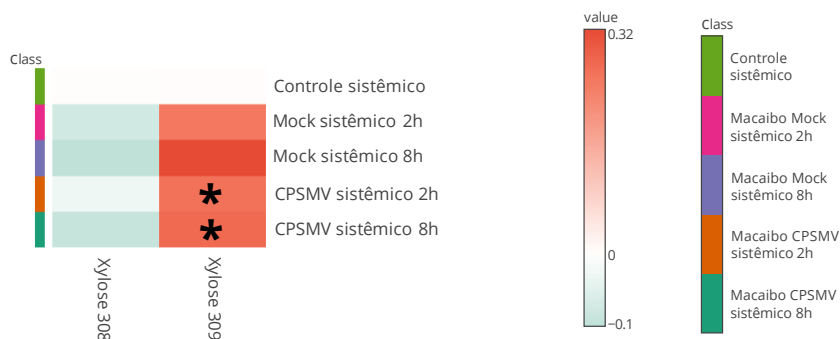 value
0.32
0
−0.1
Class
Controle sistêmico
Mock sistêmico 2h
Mock sistêmico 8h
*
CPSMV sistêmico 2h
*
CPSMV sistêmico 8h
Xylose 308
Xylose 309
Class
Controle
sistêmico
Macaibo Mock
sistêmico 2h
Macaibo Mock
sistêmico 8h
Macaibo CPSMV
sistêmico 2h
Macaibo CPSMV
sistêmico 8h